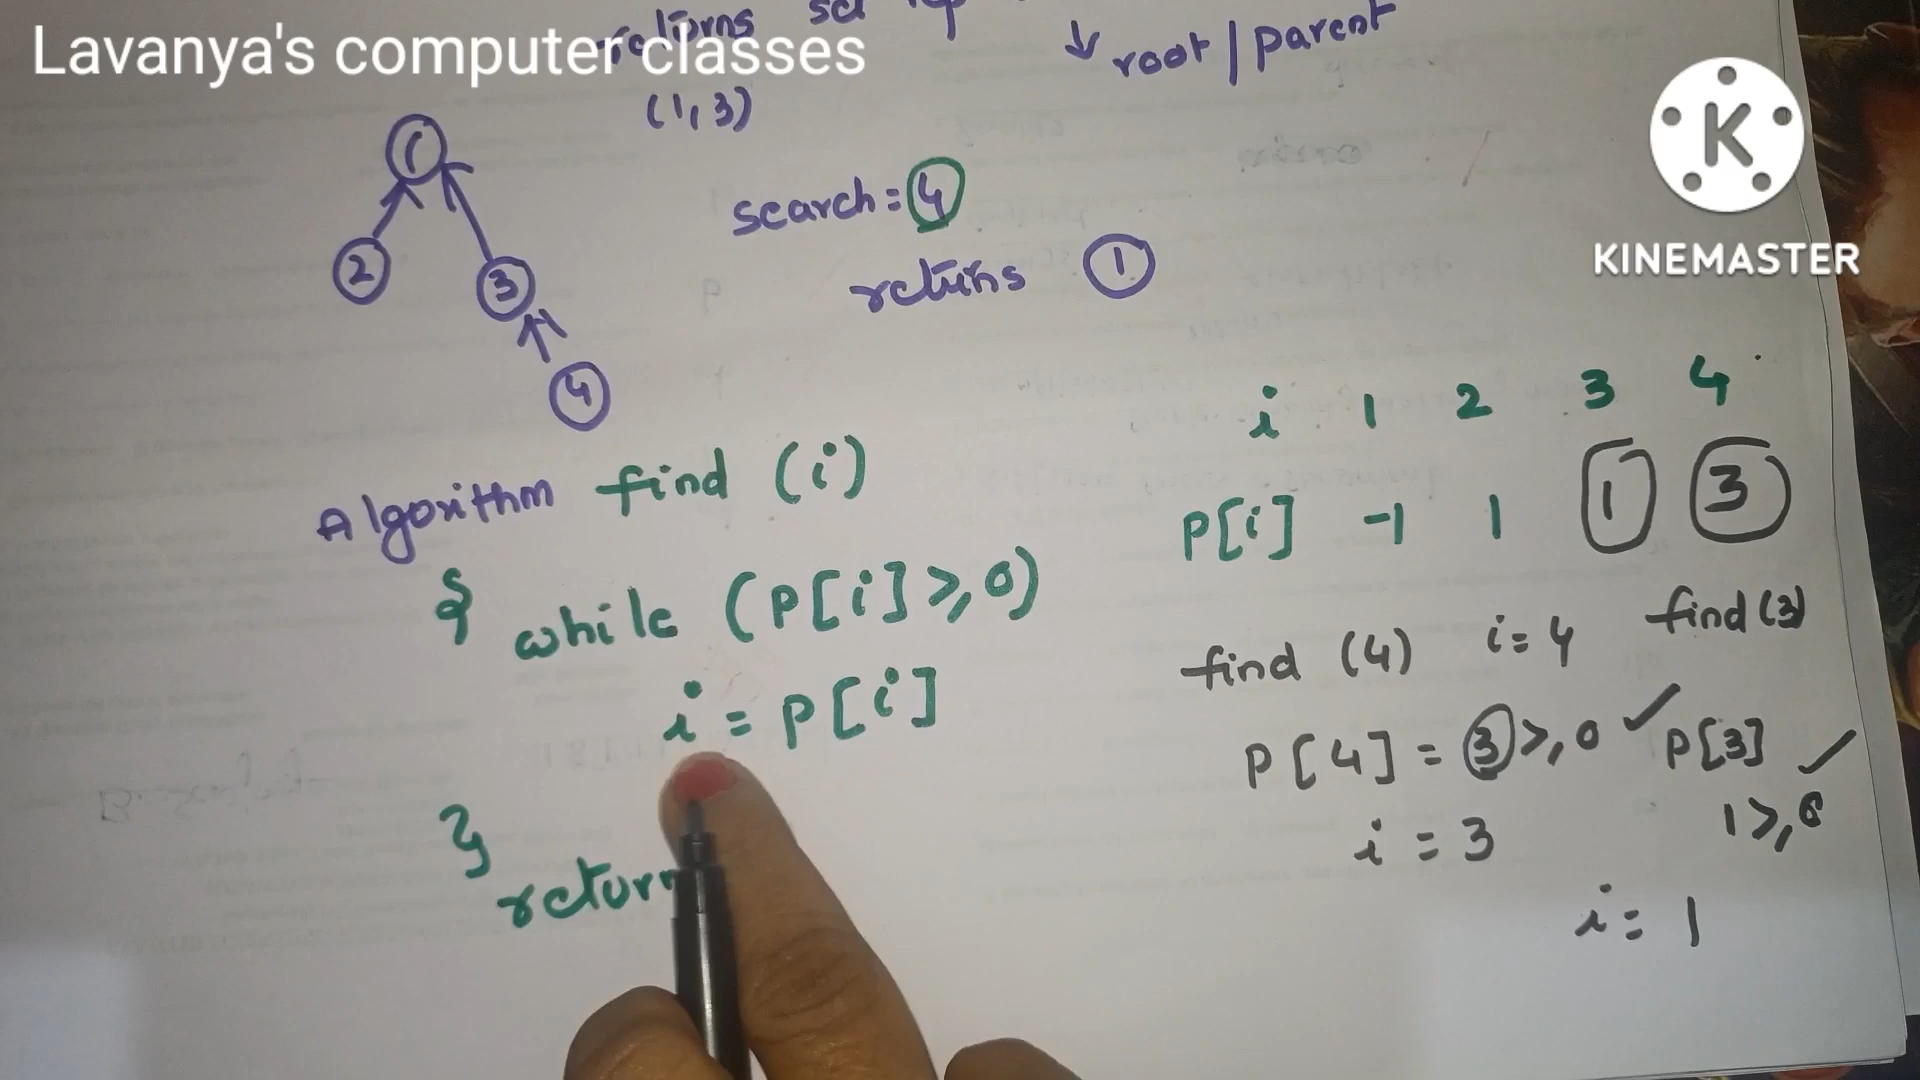 returns
Lavanya's computer classes
root | parent
(1,3)
1
search = 4
2
3
returns 1
4
K
KINEMASTER
i 1 2 3 4
P[i] -1 1 1 3
Algorithm find (i)
{ while (P[i] ≥ 0)
i = P[i]
}
return
find (4) i = 4 find (3)
P[4] = 3 ≥ 0 ✓ P[3] ✓
i = 3 1 ≥ 0
i = 1